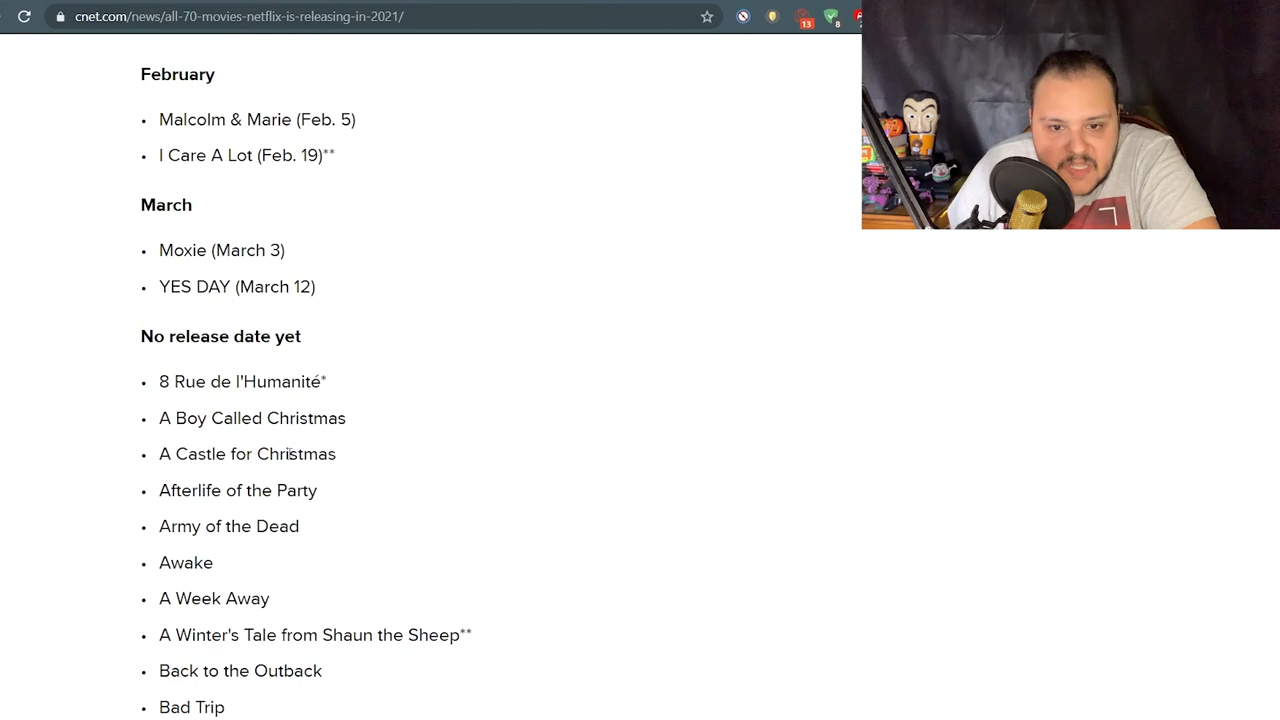 cnet.com/news/all-70-movies-netflix-is-releasing-in-2021/
13
8
February
• Malcolm & Marie (Feb. 5)
• I Care A Lot (Feb. 19)**
March
• Moxie (March 3)
• YES DAY (March 12)
No release date yet
• 8 Rue de l'Humanité*
• A Boy Called Christmas
• A Castle for Christmas
• Afterlife of the Party
• Army of the Dead
• Awake
• A Week Away
• A Winter's Tale from Shaun the Sheep**
• Back to the Outback
• Bad Trip